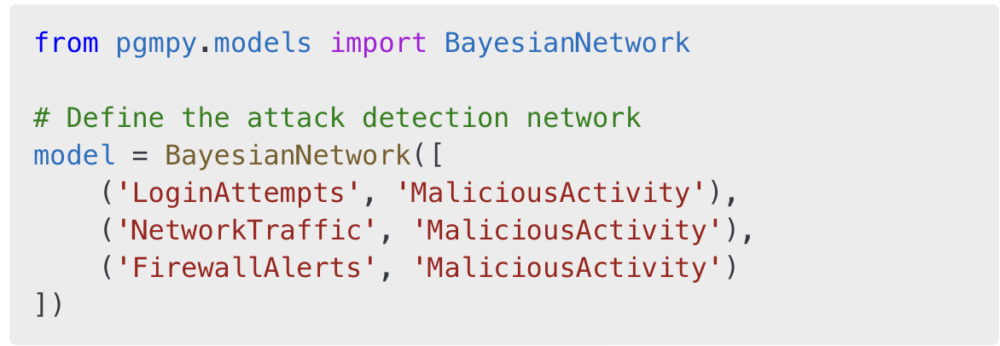 from pgmpy.models import BayesianNetwork
# Define the attack detection network
model = BayesianNetwork([
    ('LoginAttempts', 'MaliciousActivity'),
    ('NetworkTraffic', 'MaliciousActivity'),
    ('FirewallAlerts', 'MaliciousActivity')
])